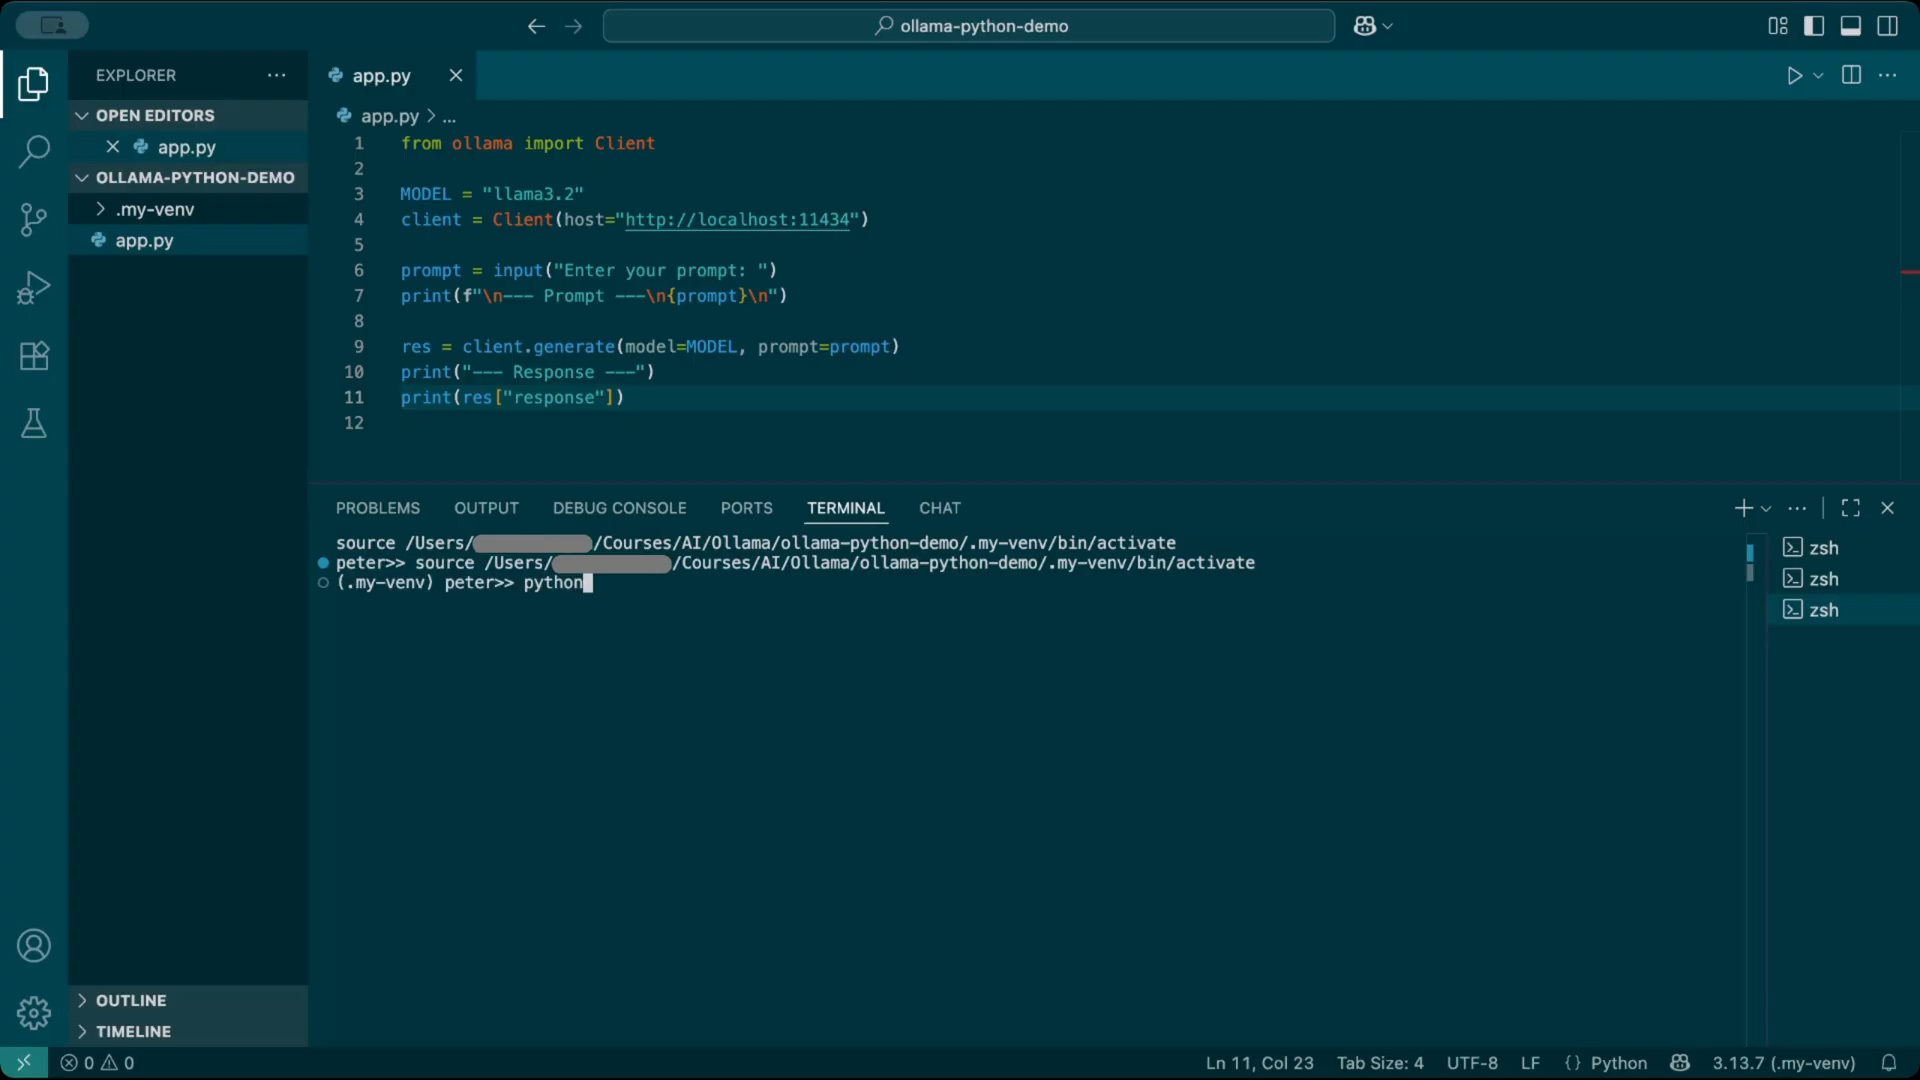 ollama-python-demo
EXPLORER
OPEN EDITORS
app.py
OLLAMA-PYTHON-DEMO
.my-venv
app.py
OUTLINE
TIMELINE
app.py
app.py > ...
1 from ollama import Client
2
3 MODEL = "llama3.2"
4 client = Client(host="http://localhost:11434")
5
6 prompt = input("Enter your prompt: ")
7 print(f"\n--- Prompt ---\n{prompt}\n")
8
9 res = client.generate(model=MODEL, prompt=prompt)
10 print("--- Response ---")
11 print(res["response"])
12
PROBLEMS OUTPUT DEBUG CONSOLE PORTS TERMINAL CHAT
source /Users/ /Courses/AI/Ollama/ollama-python-demo/.my-venv/bin/activate
peter>> source /Users/ /Courses/AI/Ollama/ollama-python-demo/.my-venv/bin/activate
(.my-venv) peter>> python
zsh
zsh
zsh
0 0 Ln 11, Col 23 Tab Size: 4 UTF-8 LF {} Python 3.13.7 (.my-venv)